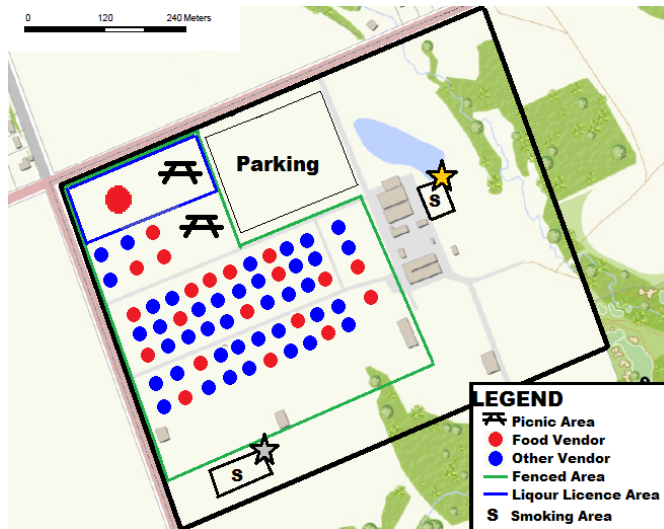 0 120 240 Meters
Parking
S
S
LEGEND
Picnic Area
Food Vendor
Other Vendor
Fenced Area
Liqour Licence Area
S Smoking Area